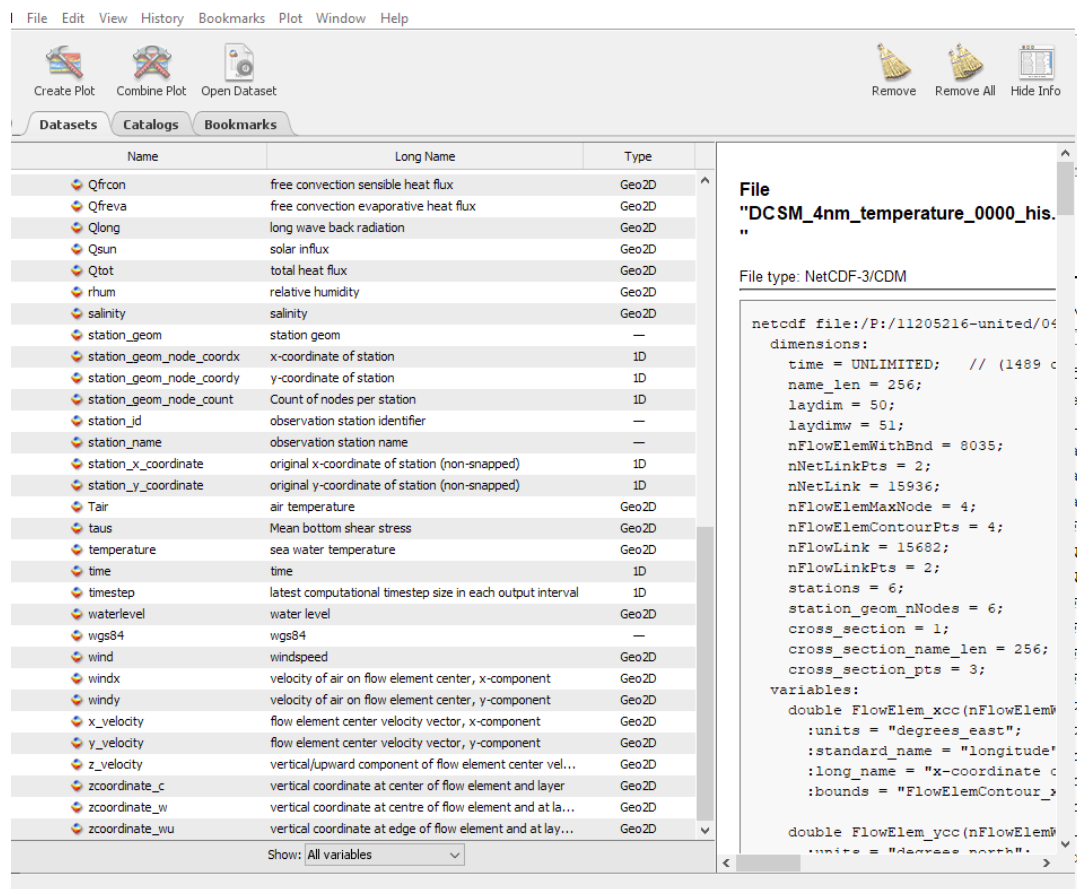 File Edit View History Bookmarks Plot Window Help
Create Plot Combine Plot Open Dataset Remove Remove All Hide Info
Datasets Catalogs Bookmarks
Name Long Name Type
Qfrcon free convection sensible heat flux Geo2D
Qfreva free convection evaporative heat flux Geo2D
Qlong long wave back radiation Geo2D
Qsun solar influx Geo2D
Qtot total heat flux Geo2D
rhum relative humidity Geo2D
salinity salinity Geo2D
station_geom station geom —
station_geom_node_coordx x-coordinate of station 1D
station_geom_node_coordy y-coordinate of station 1D
station_geom_node_count Count of nodes per station 1D
station_id observation station identifier —
station_name observation station name —
station_x_coordinate original x-coordinate of station (non-snapped) 1D
station_y_coordinate original y-coordinate of station (non-snapped) 1D
Tair air temperature Geo2D
taus Mean bottom shear stress Geo2D
temperature sea water temperature Geo2D
time time 1D
timestep latest computational timestep size in each output interval 1D
waterlevel water level Geo2D
wgs84 wgs84 —
wind windspeed Geo2D
windx velocity of air on flow element center, x-component Geo2D
windy velocity of air on flow element center, y-component Geo2D
x_velocity flow element center velocity vector, x-component Geo2D
y_velocity flow element center velocity vector, y-component Geo2D
z_velocity vertical/upward component of flow element center vel... Geo2D
zcoordinate_c vertical coordinate at center of flow element and layer Geo2D
zcoordinate_w vertical coordinate at centre of flow element and at la... Geo2D
zcoordinate_wu vertical coordinate at edge of flow element and at lay... Geo2D
Show: All variables
File
"DCSM_4nm_temperature_0000_his.
"
File type: NetCDF-3/CDM
netcdf file:/P:/11205216-united/04
dimensions:
time = UNLIMITED; // (1489 c
name_len = 256;
laydim = 50;
laydimw = 51;
nFlowElemWithBnd = 8035;
nNetLinkPts = 2;
nNetLink = 15936;
nFlowElemMaxNode = 4;
nFlowElemContourPts = 4;
nFlowLink = 15682;
nFlowLinkPts = 2;
stations = 6;
station_geom_nNodes = 6;
cross_section = 1;
cross_section_name_len = 256;
cross_section_pts = 3;
variables:
double FlowElem_xcc(nFlowElemW
:units = "degrees_east";
:standard_name = "longitude"
:long_name = "x-coordinate o
:bounds = "FlowElemContour_x
double FlowElem_ycc(nFlowElemW
:units = "degrees_north";